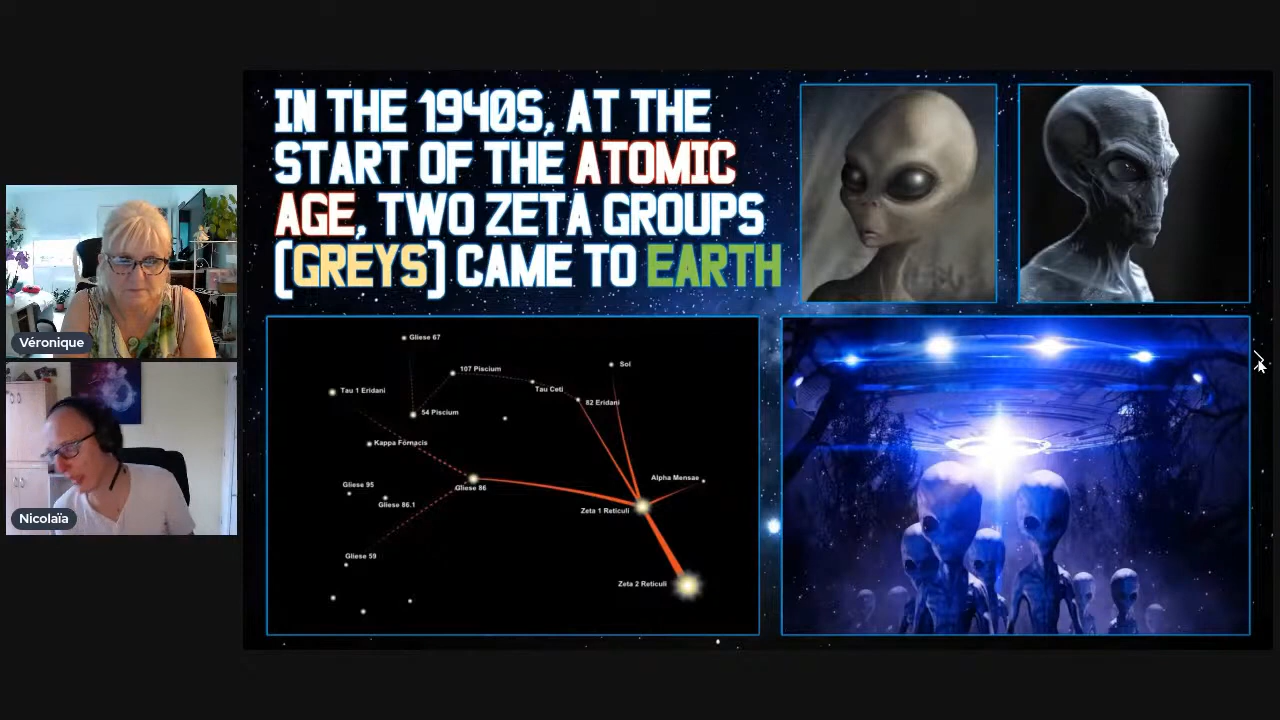 IN THE 1940S, AT THE
START OF THE ATOMIC
AGE, TWO ZETA GROUPS
(GREYS) CAME TO EARTH
Véronique
Nicolaïa
Gliese 67
107 Piscium
Sol
Tau 1 Eridani
Tau Ceti
82 Eridani
54 Piscium
Kappa Fornacis
Alpha Mensae
Gliese 95
Gliese 86
Gliese 86.1
Zeta 1 Reticuli
Gliese 59
Zeta 2 Reticuli